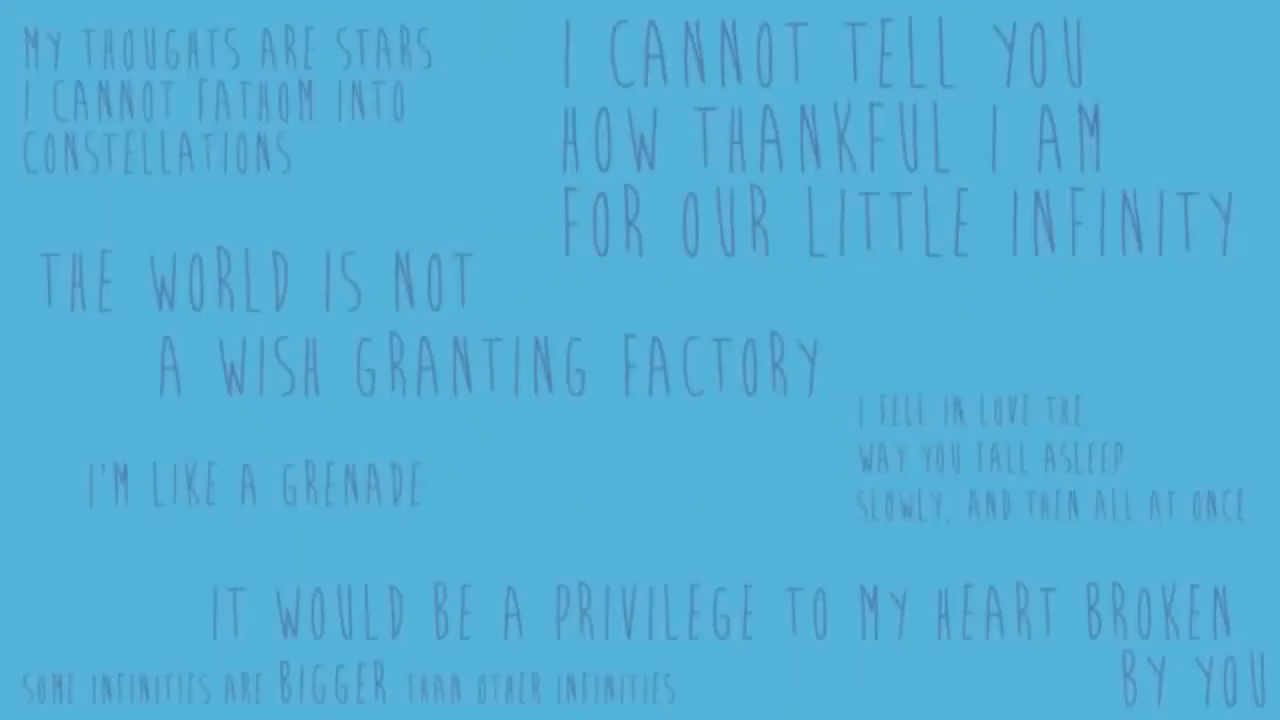 MY THOUGHTS ARE STARS
I CANNOT FATHOM INTO
CONSTELLATIONS
I CANNOT TELL YOU
HOW THANKFUL I AM
FOR OUR LITTLE INFINITY
THE WORLD IS NOT
A WISH GRANTING FACTORY
I FELL IN LOVE THE
WAY YOU FALL ASLEEP
SLOWLY, AND THEN ALL AT ONCE
I'M LIKE A GRENADE
IT WOULD BE A PRIVILEGE TO MY HEART BROKEN
BY YOU
SOME INFINITIES ARE BIGGER THAN OTHER INFINITIES